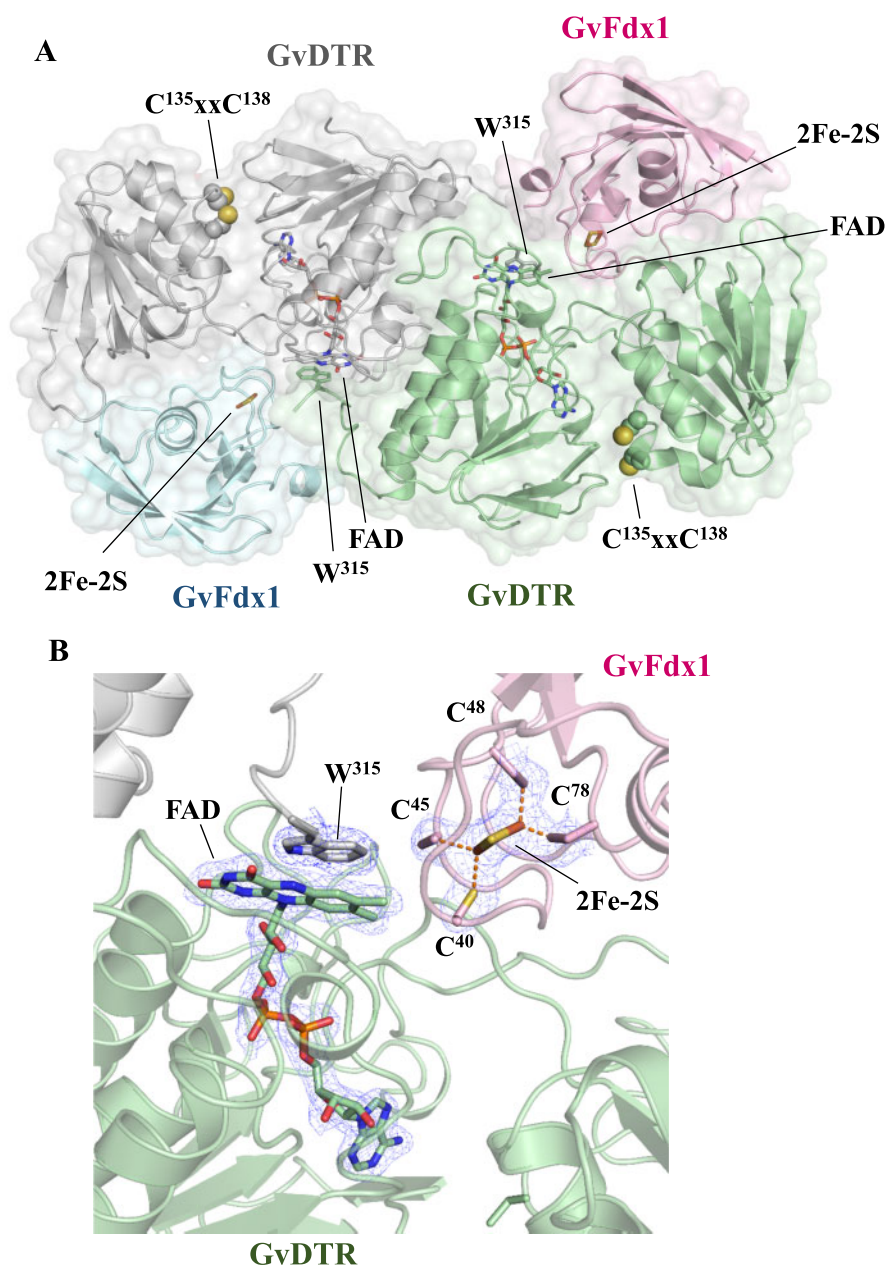 A
GvDTR
GvFdx1
C¹³⁵xxC¹³⁸
W³¹⁵
2Fe-2S
FAD
2Fe-2S
GvFdx1
W³¹⁵
FAD
GvDTR
C¹³⁵xxC¹³⁸
B
GvFdx1
C⁴⁸
W³¹⁵
FAD
C⁴⁵
C⁷⁸
2Fe-2S
C⁴⁰
GvDTR